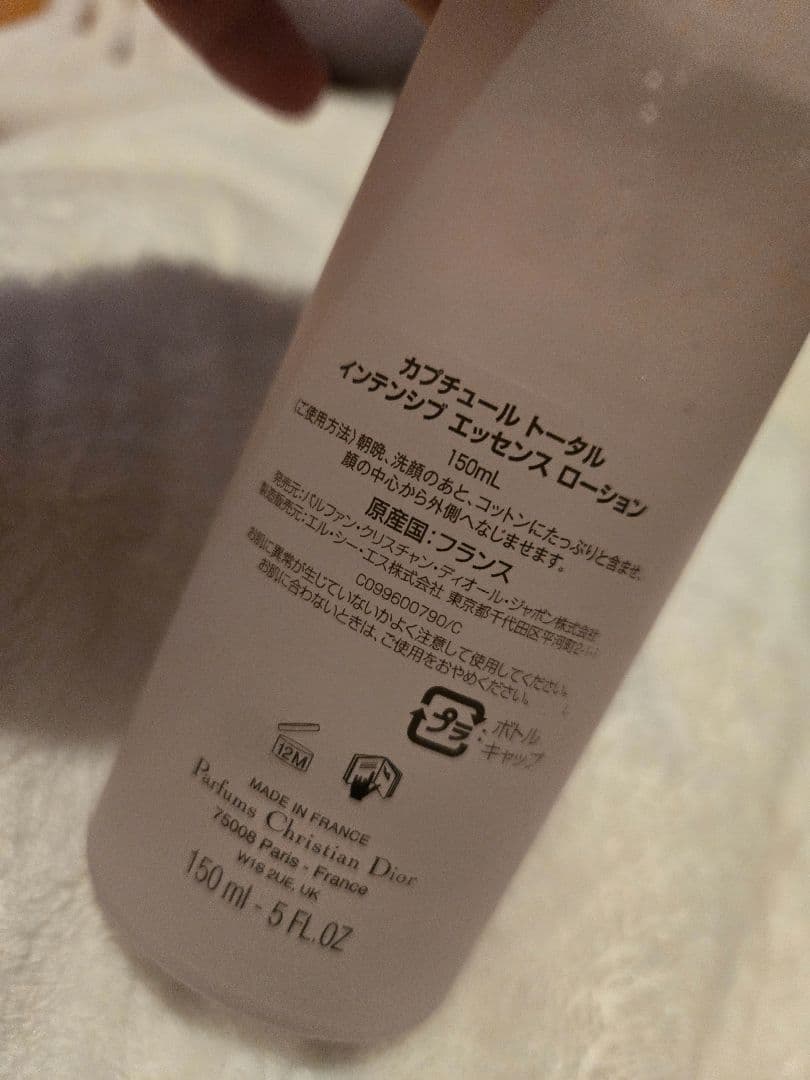 カプチュール トータル
インテンシブ エッセンス ローション
150mL
〈ご使用方法〉朝晩、洗顔のあと、コットンにたっぷりと含ませ、
顔の中心から外側へなじませます。
原産国：フランス
発売元：パルファン・クリスチャン・ディオール・ジャポン株式会社
製造販売元：エル・シー・エス株式会社 東京都千代田区平河町2-
C099600790/C
お肌に異常が生じていないかよく注意して使用してください。
お肌に合わないときは、ご使用をおやめください。
プラ：ボトル
キャップ
12M
MADE IN FRANCE
Parfums Christian Dior
75008 Paris - France
W1S 2UE, UK
150 ml - 5 FL.OZ